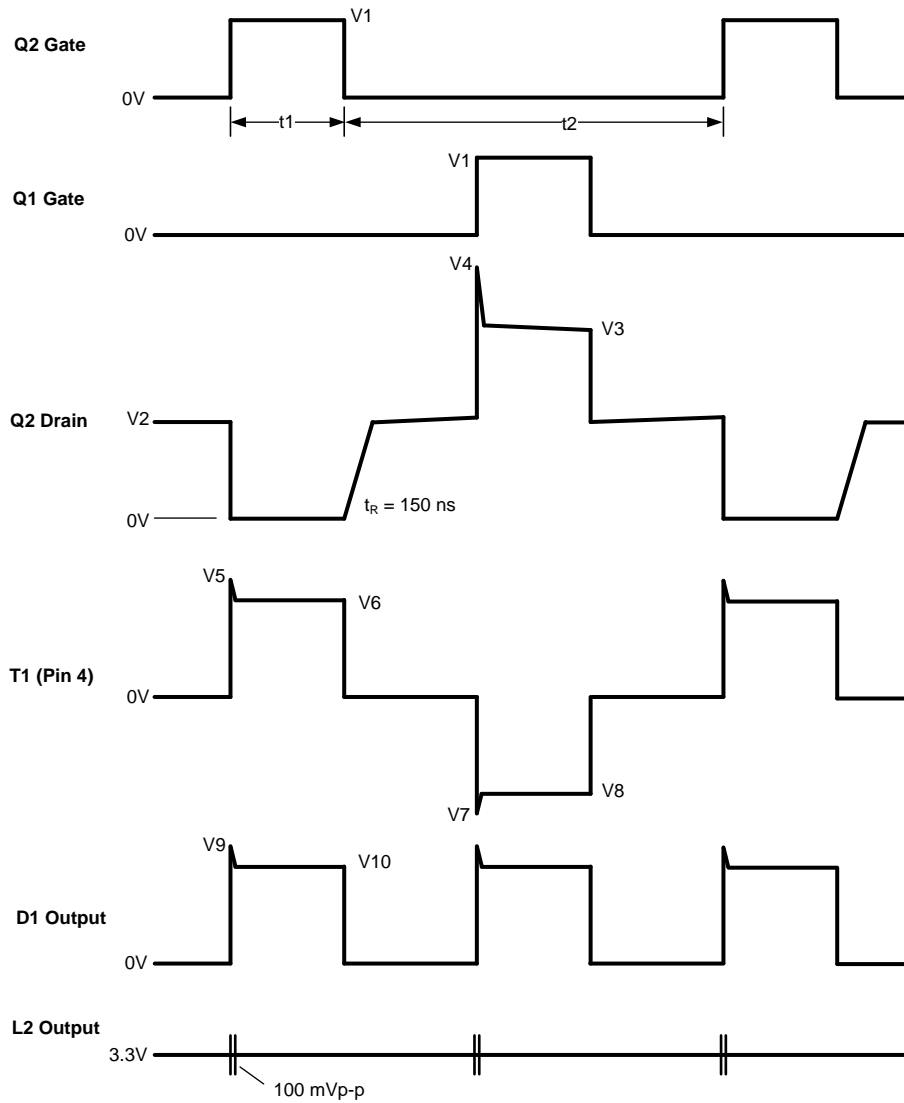 V1
Q2 Gate
0V
t1
t2
V1
Q1 Gate
0V
V4
V3
Q2 Drain
V2
tR = 150 ns
0V
V5
V6
T1 (Pin 4)
0V
V8
V7
V9
V10
D1 Output
0V
L2 Output
3.3V
100 mVp-p